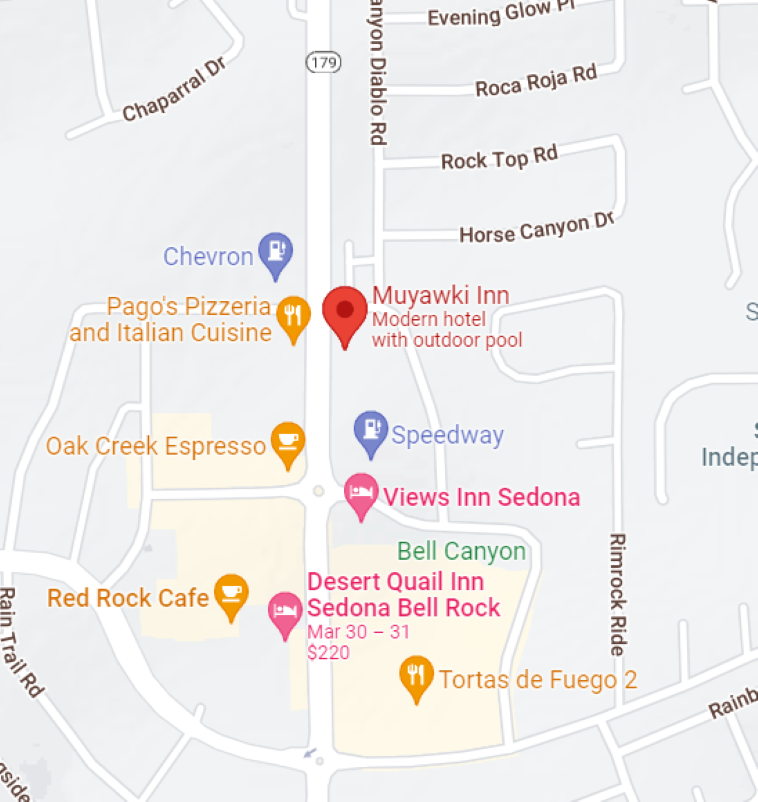 Evening Glow Pl
179
anyon Diablo Rd
Chaparral Dr
Roca Roja Rd
Rock Top Rd
Horse Canyon Dr
Chevron
Muyawki Inn
Modern hotel
with outdoor pool
Pago's Pizzeria
and Italian Cuisine
S
Speedway
Oak Creek Espresso
S
Indep
Views Inn Sedona
Bell Canyon
Rimrock Ride
Desert Quail Inn
Sedona Bell Rock
Mar 30 – 31
$220
Red Rock Cafe
Rain Trail Rd
Tortas de Fuego 2
Rainb
gside